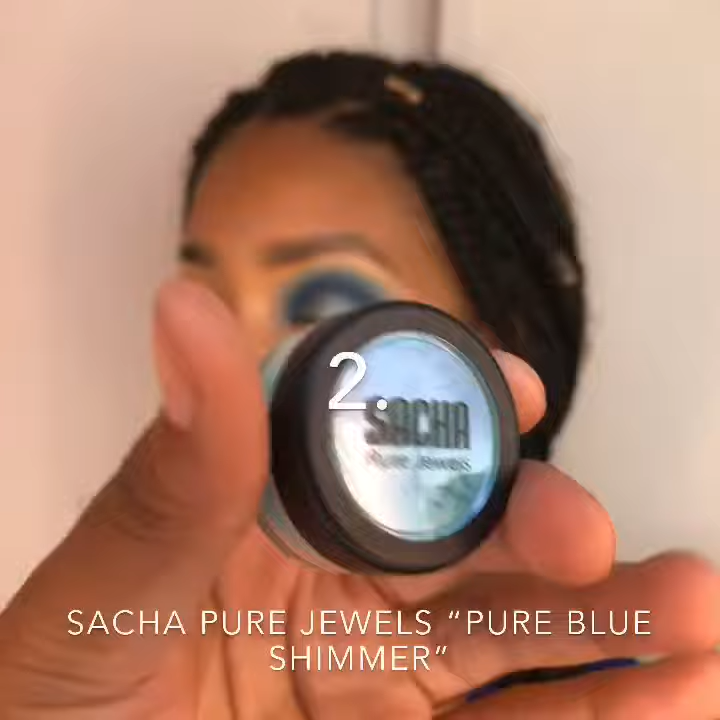 2.
SACHA
Pure Jewels
SACHA PURE JEWELS “PURE BLUE
SHIMMER”